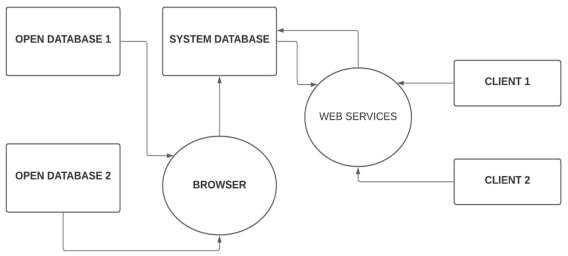 OPEN DATABASE 1
SYSTEM DATABASE
CLIENT 1
WEB SERVICES
OPEN DATABASE 2
BROWSER
CLIENT 2